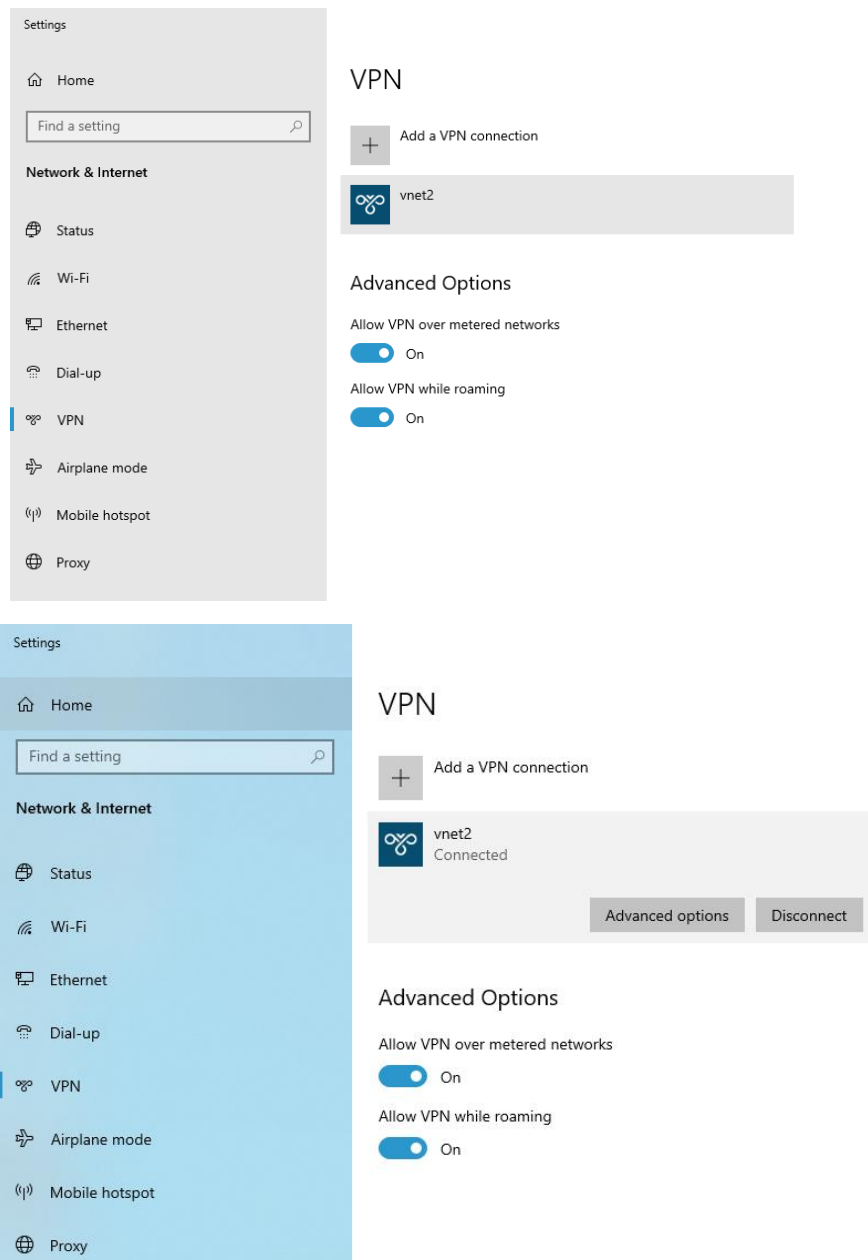 Settings
Home
Find a setting
Network & Internet
Status
Wi-Fi
Ethernet
Dial-up
VPN
Airplane mode
Mobile hotspot
Proxy
VPN
Add a VPN connection
vnet2
Advanced Options
Allow VPN over metered networks
On
Allow VPN while roaming
On
Settings
Home
Find a setting
Network & Internet
Status
Wi-Fi
Ethernet
Dial-up
VPN
Airplane mode
Mobile hotspot
Proxy
VPN
Add a VPN connection
vnet2
Connected
Advanced options Disconnect
Advanced Options
Allow VPN over metered networks
On
Allow VPN while roaming
On